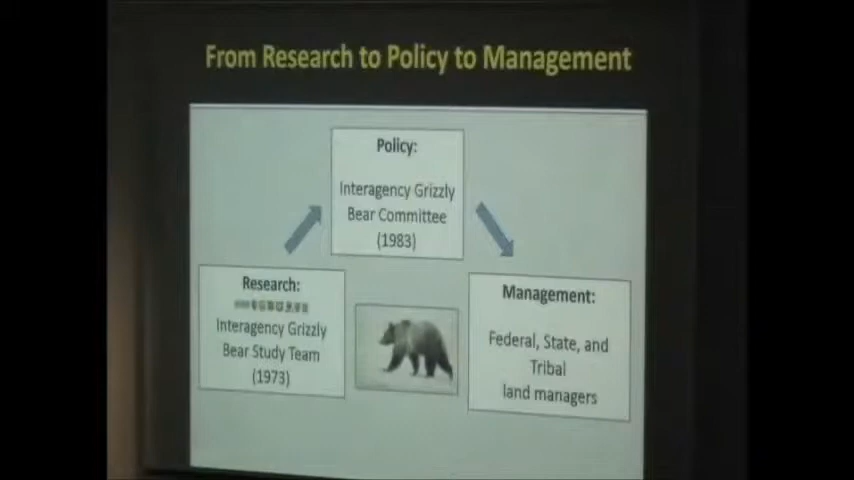 From Research to Policy to Management
Policy:
Interagency Grizzly
Bear Committee
(1983)
Research:
Interagency Grizzly
Bear Study Team
(1973)
Management:
Federal, State, and
Tribal
land managers